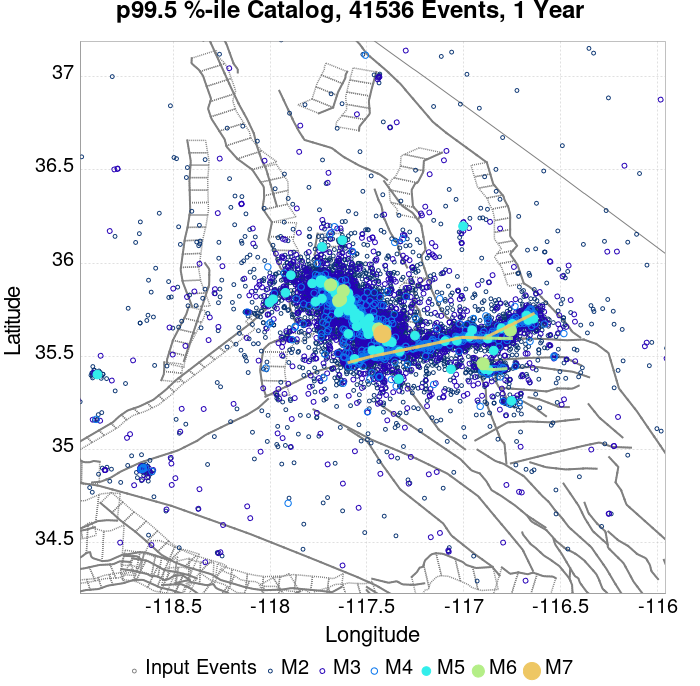 p99.5 %-ile Catalog, 41536 Events, 1 Year
37
36.5
36
35.5
35
34.5
Latitude
-118.5 -118 -117.5 -117 -116.5 -116
Longitude
Input Events M2 M3 M4 M5 M6 M7